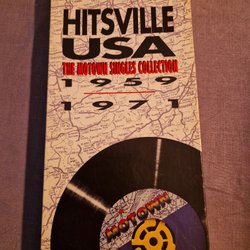 HITSVILLE
USA
THE MOTOWN SINGLES COLLECTION
1959
1971
MOTOWN